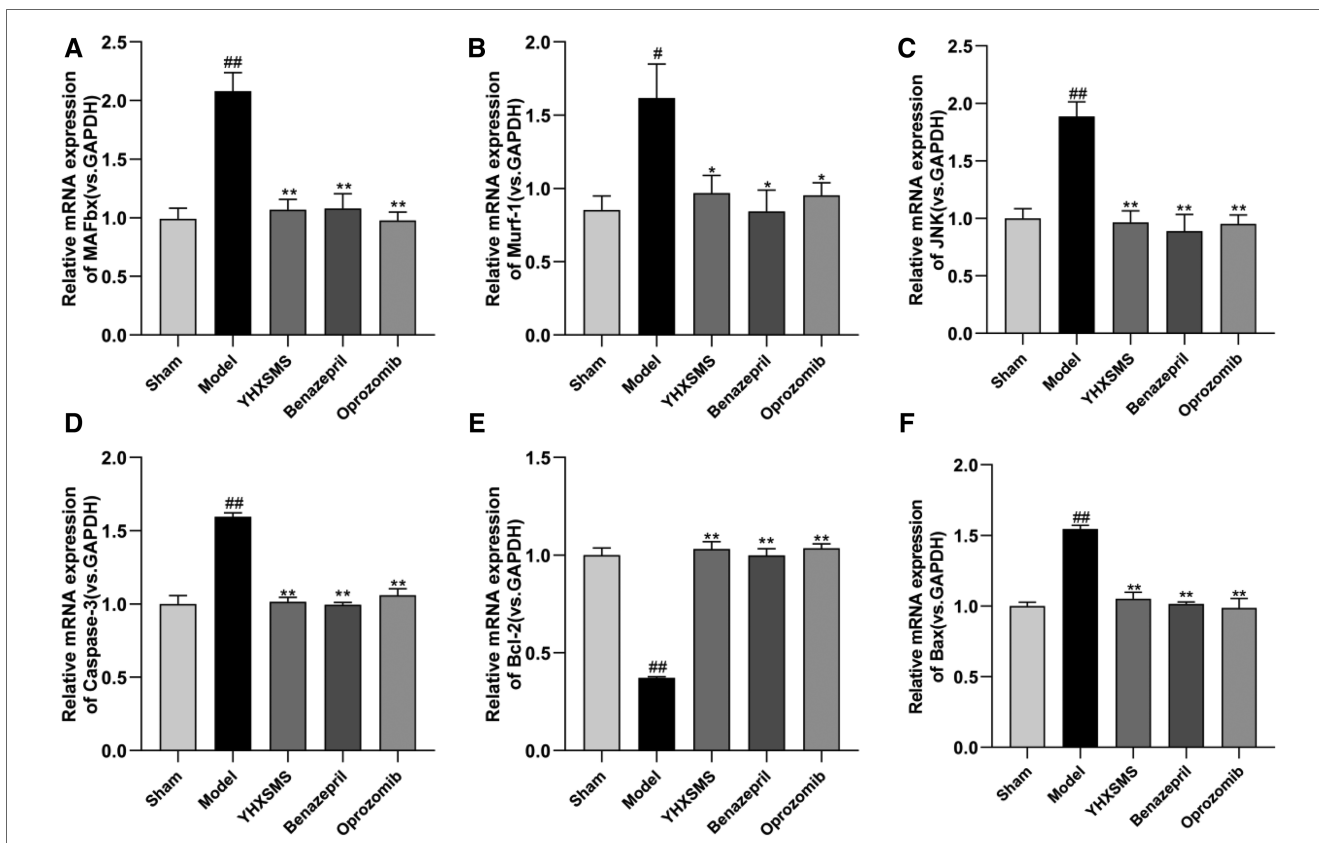 A
Relative mRNA expression
of MAFbx(vs.GAPDH)
2.5
2.0
1.5
1.0
0.5
0.0
##
**
**
**
Sham
Model
YHXSMS
Benazepril
Oprozomib
B
Relative mRNA expression
of Murf-1(vs.GAPDH)
2.0
1.5
1.0
0.5
0.0
#
*
*
*
Sham
Model
YHXSMS
Benazepril
Oprozomib
C
Relative mRNA expression
of JNK(vs.GAPDH)
2.5
2.0
1.5
1.0
0.5
0.0
##
**
**
**
Sham
Model
YHXSMS
Benazepril
Oprozomib
D
Relative mRNA expression
of Caspase-3(vs.GAPDH)
2.0
1.5
1.0
0.5
0.0
##
**
**
**
Sham
Model
YHXSMS
Benazepril
Oprozomib
E
Relative mRNA expression
of Bcl-2(vs.GAPDH)
1.5
1.0
0.5
0.0
##
**
**
**
Sham
Model
YHXSMS
Benazepril
Oprozomib
F
Relative mRNA expression
of Bax(vs.GAPDH)
2.0
1.5
1.0
0.5
0.0
##
**
**
**
Sham
Model
YHXSMS
Benazepril
Oprozomib